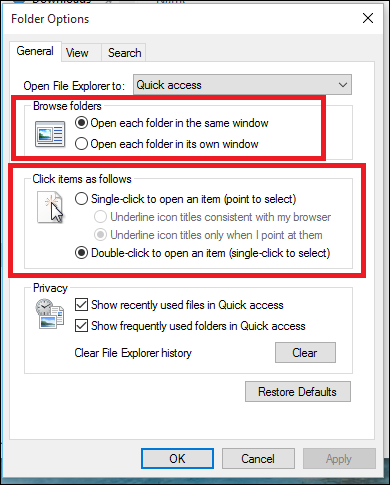 Folder Options
General
View
Search
Open File Explorer to:
Quick access
Browse folders
Open each folder in the same window
Open each folder in its own window
Click items as follows
Single-click to open an item (point to select)
Underline icon titles consistent with my browser
Underline icon titles only when I point at them
Double-click to open an item (single-click to select)
Privacy
Show recently used files in Quick access
Show frequently used folders in Quick access
Clear File Explorer history
Clear
Restore Defaults
OK
Cancel
Apply